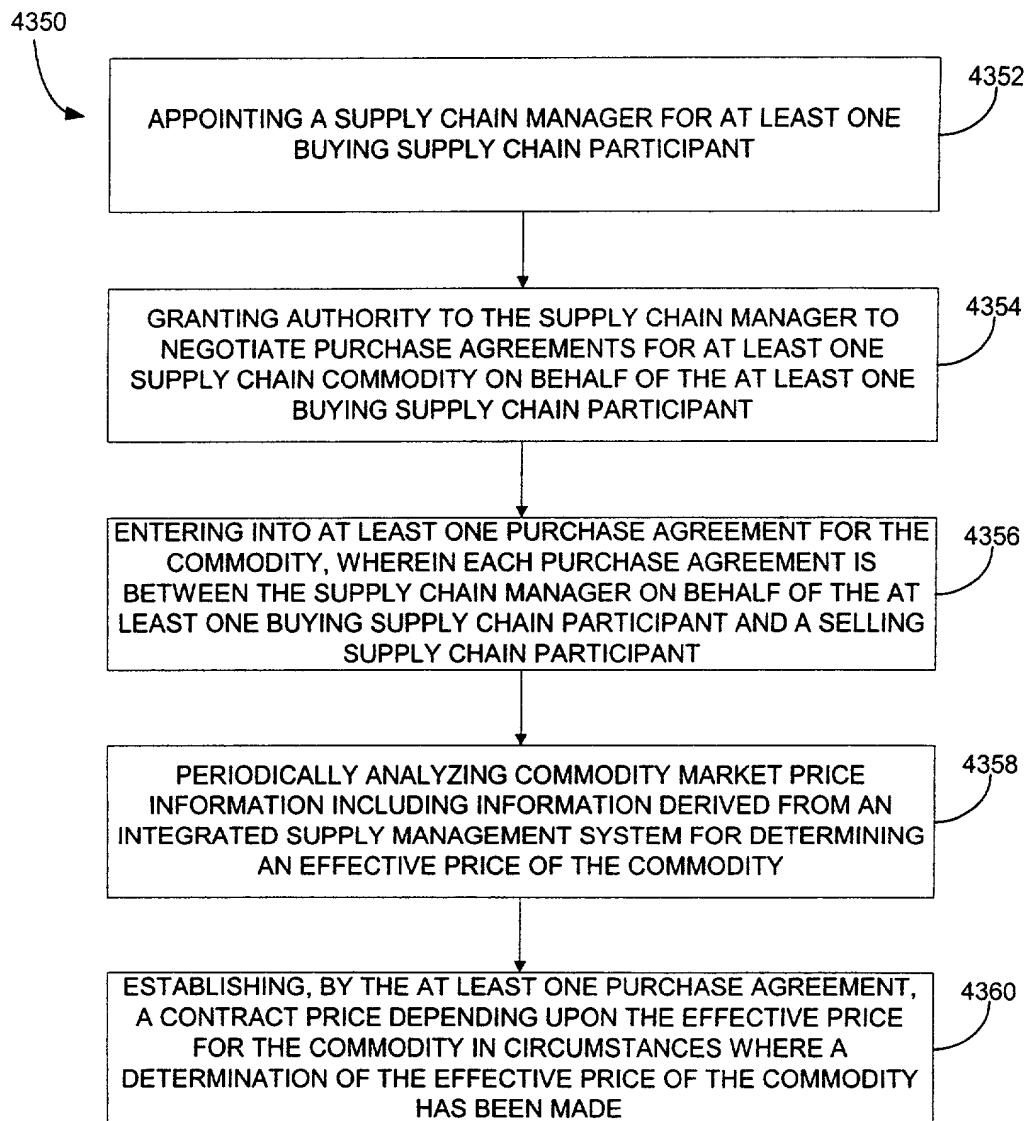 4350
4352
APPOINTING A SUPPLY CHAIN MANAGER FOR AT LEAST ONE
BUYING SUPPLY CHAIN PARTICIPANT
4354
GRANTING AUTHORITY TO THE SUPPLY CHAIN MANAGER TO
NEGOTIATE PURCHASE AGREEMENTS FOR AT LEAST ONE
SUPPLY CHAIN COMMODITY ON BEHALF OF THE AT LEAST ONE
BUYING SUPPLY CHAIN PARTICIPANT
4356
ENTERING INTO AT LEAST ONE PURCHASE AGREEMENT FOR THE
COMMODITY, WHEREIN EACH PURCHASE AGREEMENT IS
BETWEEN THE SUPPLY CHAIN MANAGER ON BEHALF OF THE AT
LEAST ONE BUYING SUPPLY CHAIN PARTICIPANT AND A SELLING
SUPPLY CHAIN PARTICIPANT
4358
PERIODICALLY ANALYZING COMMODITY MARKET PRICE
INFORMATION INCLUDING INFORMATION DERIVED FROM AN
INTEGRATED SUPPLY MANAGEMENT SYSTEM FOR DETERMINING
AN EFFECTIVE PRICE OF THE COMMODITY
4360
ESTABLISHING, BY THE AT LEAST ONE PURCHASE AGREEMENT,
A CONTRACT PRICE DEPENDING UPON THE EFFECTIVE PRICE
FOR THE COMMODITY IN CIRCUMSTANCES WHERE A
DETERMINATION OF THE EFFECTIVE PRICE OF THE COMMODITY
HAS BEEN MADE